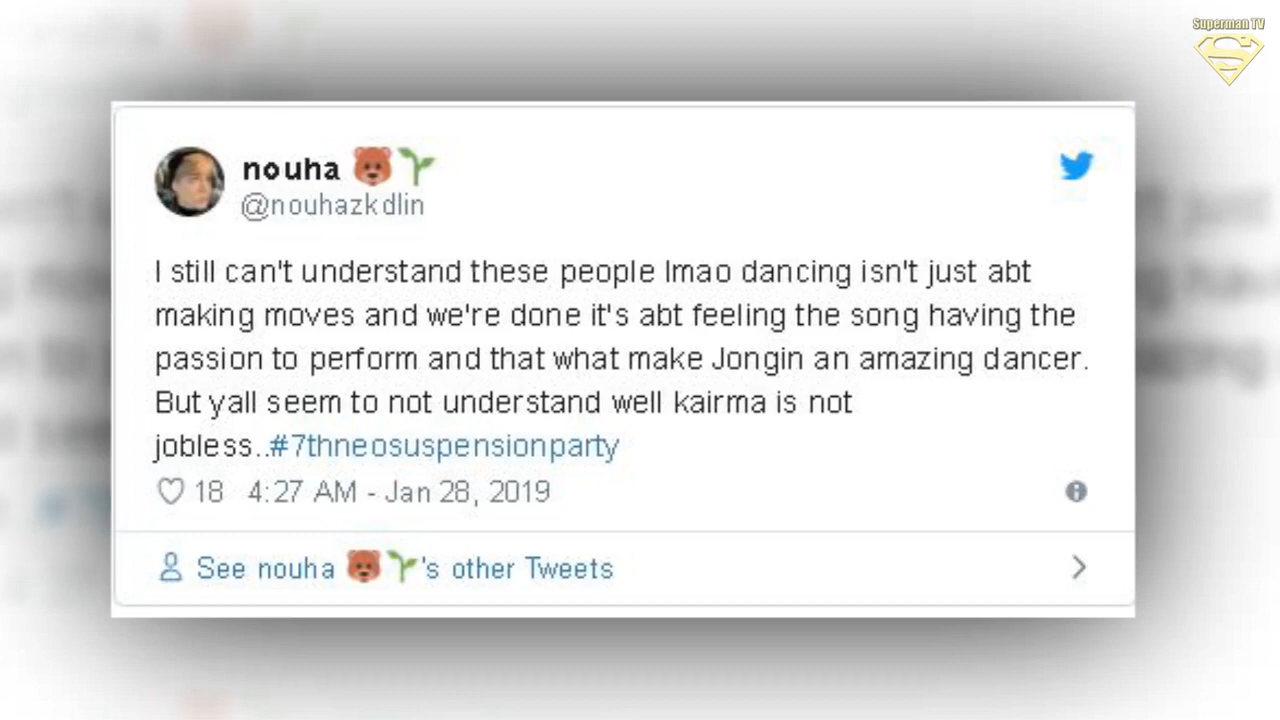 Superman TV
nouha 🐻🌱
@nouhazkdlin
I still can't understand these people lmao dancing isn't just abt
making moves and we're done it's abt feeling the song having the
passion to perform and that what make Jongin an amazing dancer.
But yall seem to not understand well kairma is not
jobless..#7thneosuspensionparty
18 4:27 AM - Jan 28, 2019
See nouha 🐻🌱's other Tweets